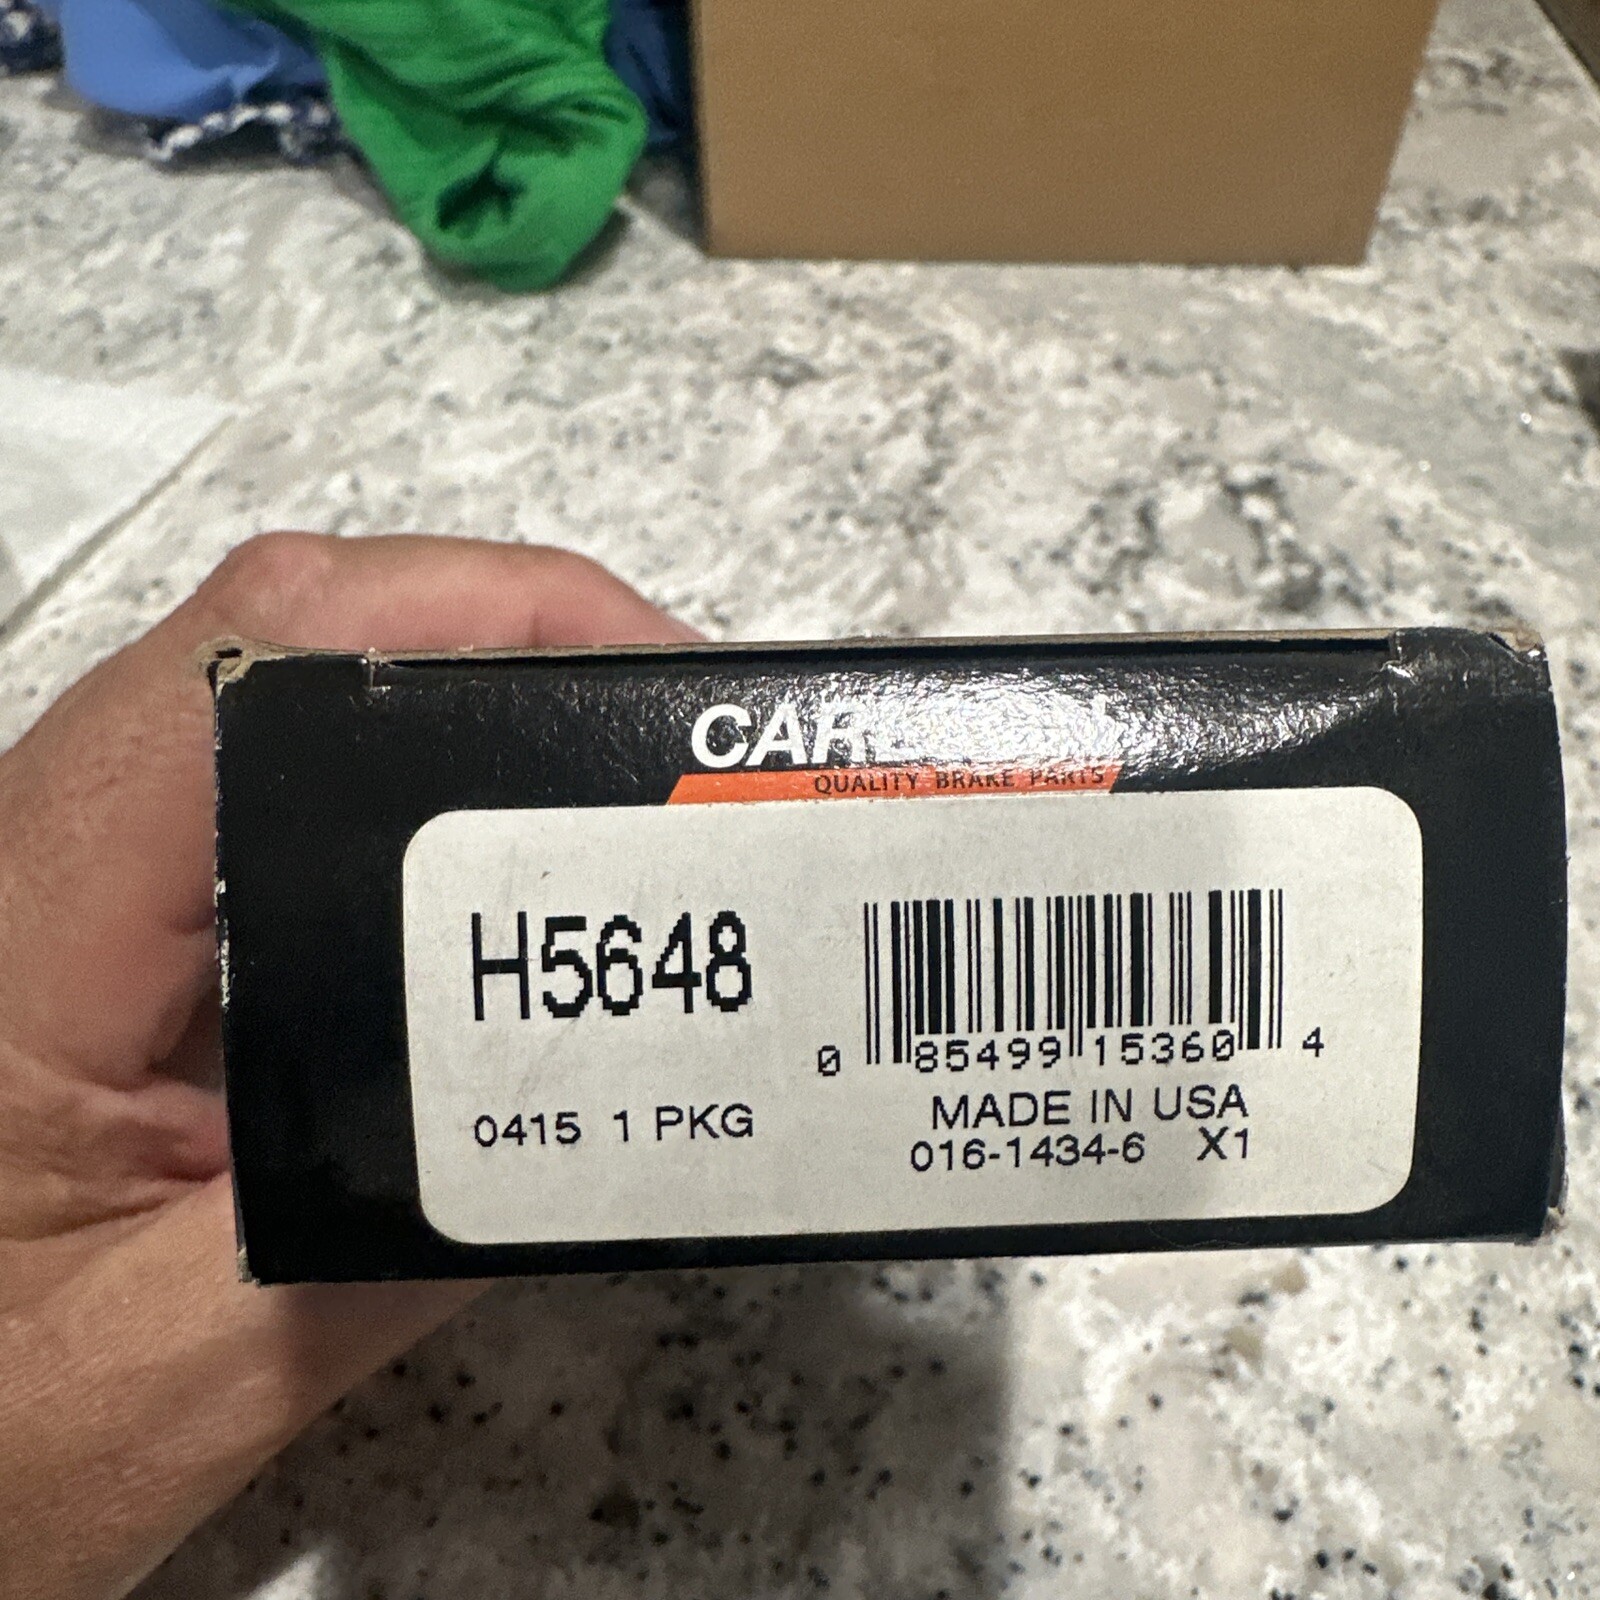 QUALITY BRAKE PARTS
H5648
0 85499 15360 4
0415 1 PKG
MADE IN USA
016-1434-6 X1